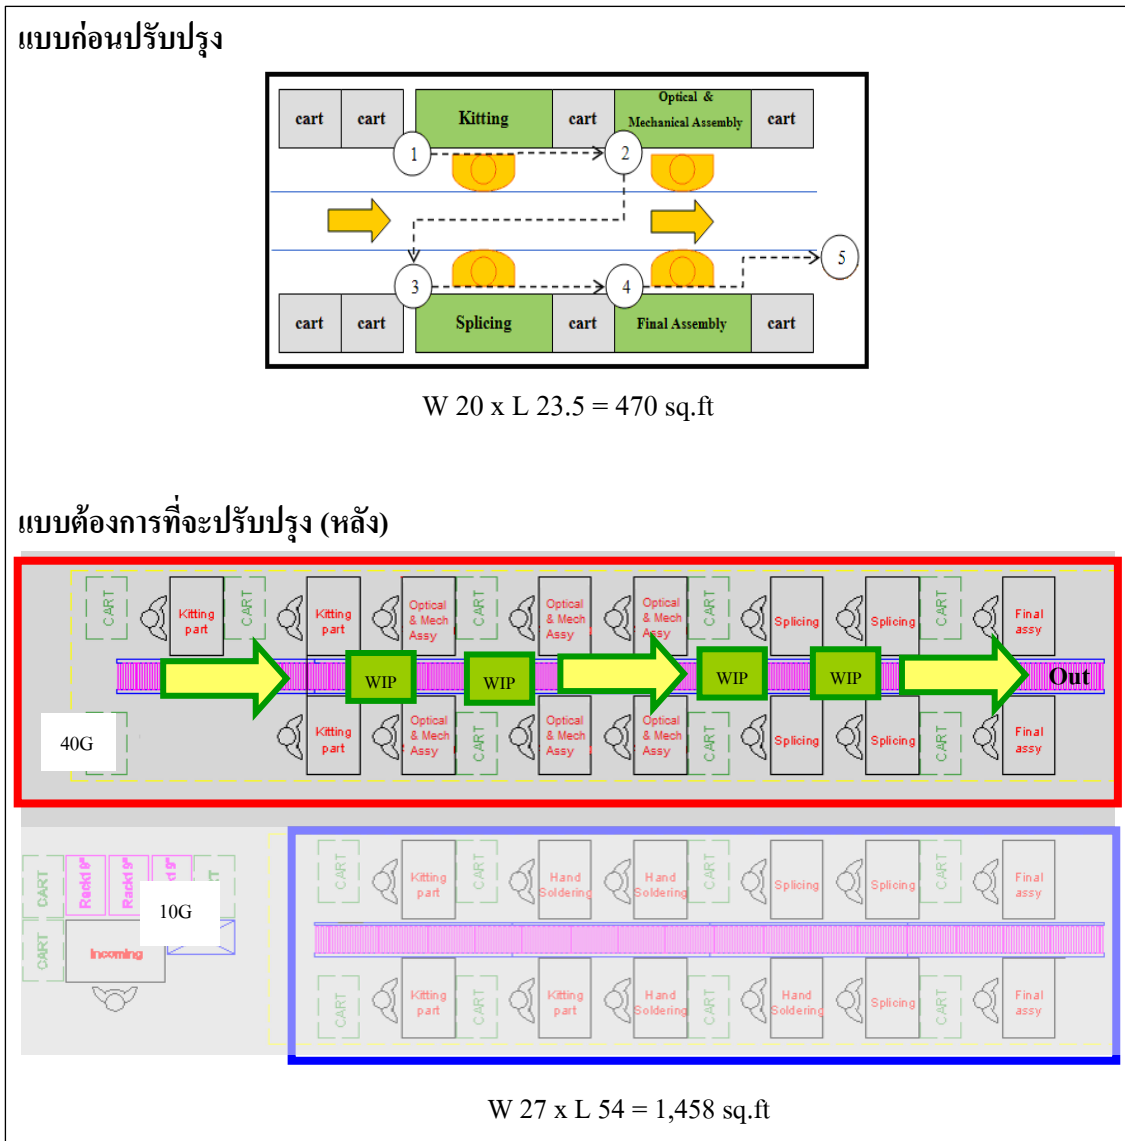 แบบก่อนปรับปรุง
cart cart Kitting cart Optical & cart
Mechanical Assembly
1 2
5
3 4
cart cart Splicing cart Final Assembly cart
W 20 x L 23.5 = 470 sq.ft
แบบต้องการที่จะปรับปรุง (หลัง)
CART Kitting CART Kitting Optical CART Optical Optical CART Splicing Splicing CART Final
part part & Mech & Mech & Mech assy
Assy Assy Assy
WIP WIP WIP WIP Out
40G
Kitting Optical CART Optical Optical CART Splicing Splicing CART Final
part & Mech & Mech & Mech assy
Assy Assy Assy
CART Rack19" Rack19" CART
10G
CART Incoming
CART Kitting CART Hand Hand CART Splicing Splicing CART Final
part Soldering Soldering assy
CART Kitting CART Kitting Hand CART Hand Splicing CART Final
part part Soldering Soldering assy
W 27 x L 54 = 1,458 sq.ft